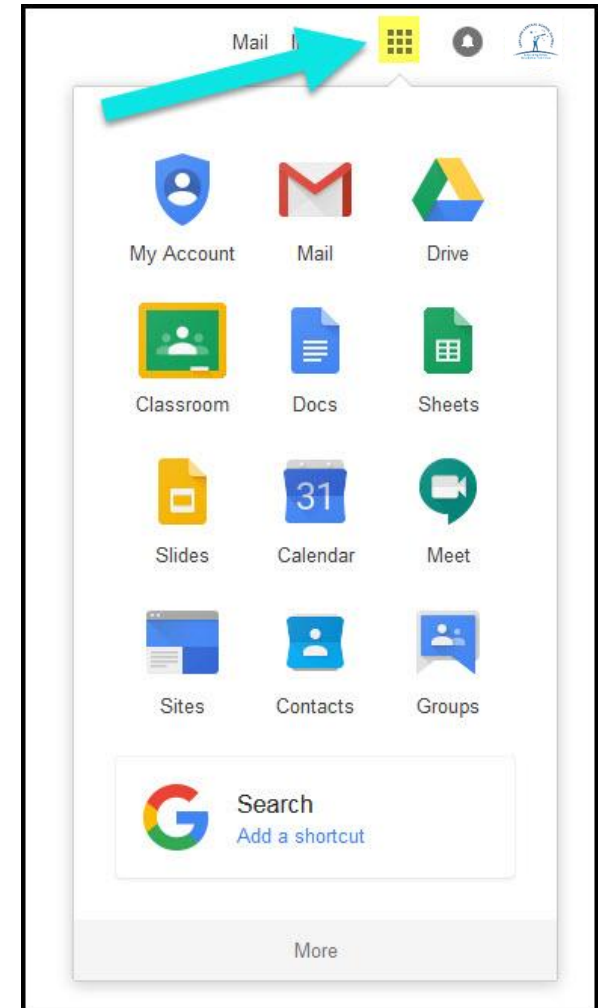 Mail
My Account Mail Drive
Classroom Docs Sheets
31
Slides Calendar Meet
Sites Contacts Groups
Search
Add a shortcut
More